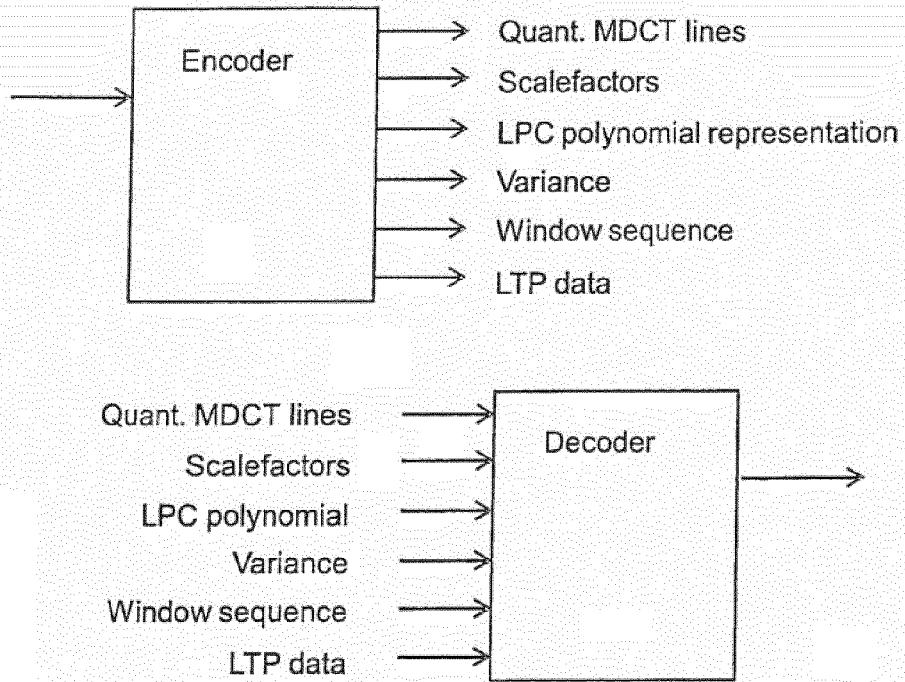 Encoder
Quant. MDCT lines
Scalefactors
LPC polynomial representation
Variance
Window sequence
LTP data
Quant. MDCT lines
Scalefactors
LPC polynomial
Variance
Window sequence
LTP data
Decoder